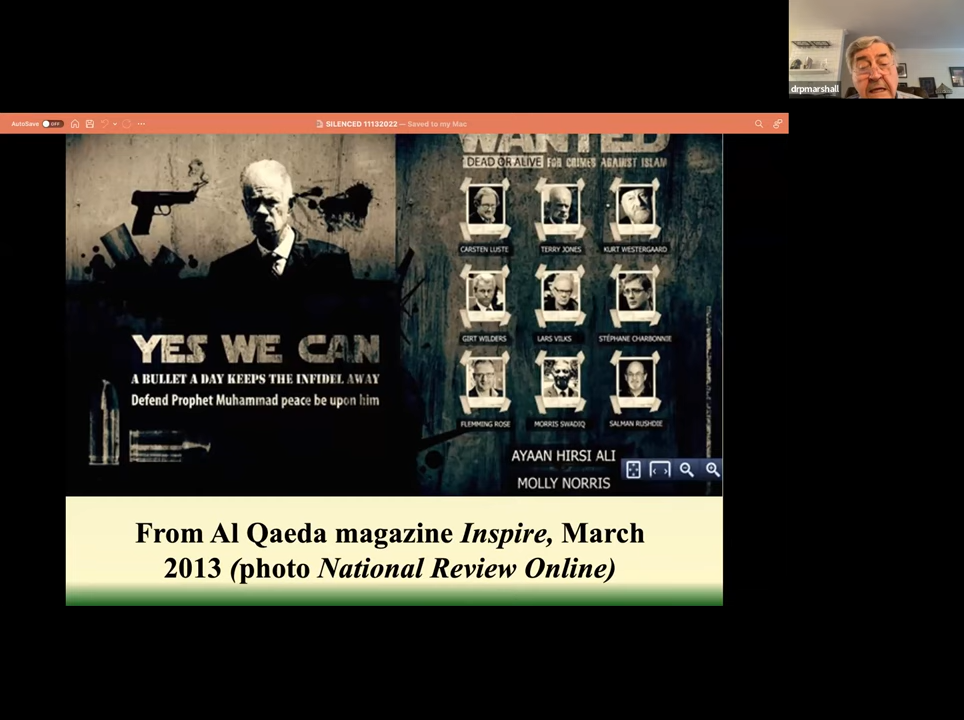 drpmarshall
AutoSave OFF
SILENCED 11132022 — Saved to my Mac
WANTED
DEAD OR ALIVE FOR CRIMES AGAINST ISLAM
CARSTEN LUSTE TERRY JONES KURT WESTERGAARD
GIRT WILDERS LARS VILKS STÉPHANE CHARBONNIE
FLEMMING ROSE MORRIS SWADIQ SALMAN RUSHDIE
AYAAN HIRSI ALI
MOLLY NORRIS
YES WE CAN
A BULLET A DAY KEEPS THE INFIDEL AWAY
Defend Prophet Muhammad peace be upon him
From Al Qaeda magazine Inspire, March
2013 (photo National Review Online)